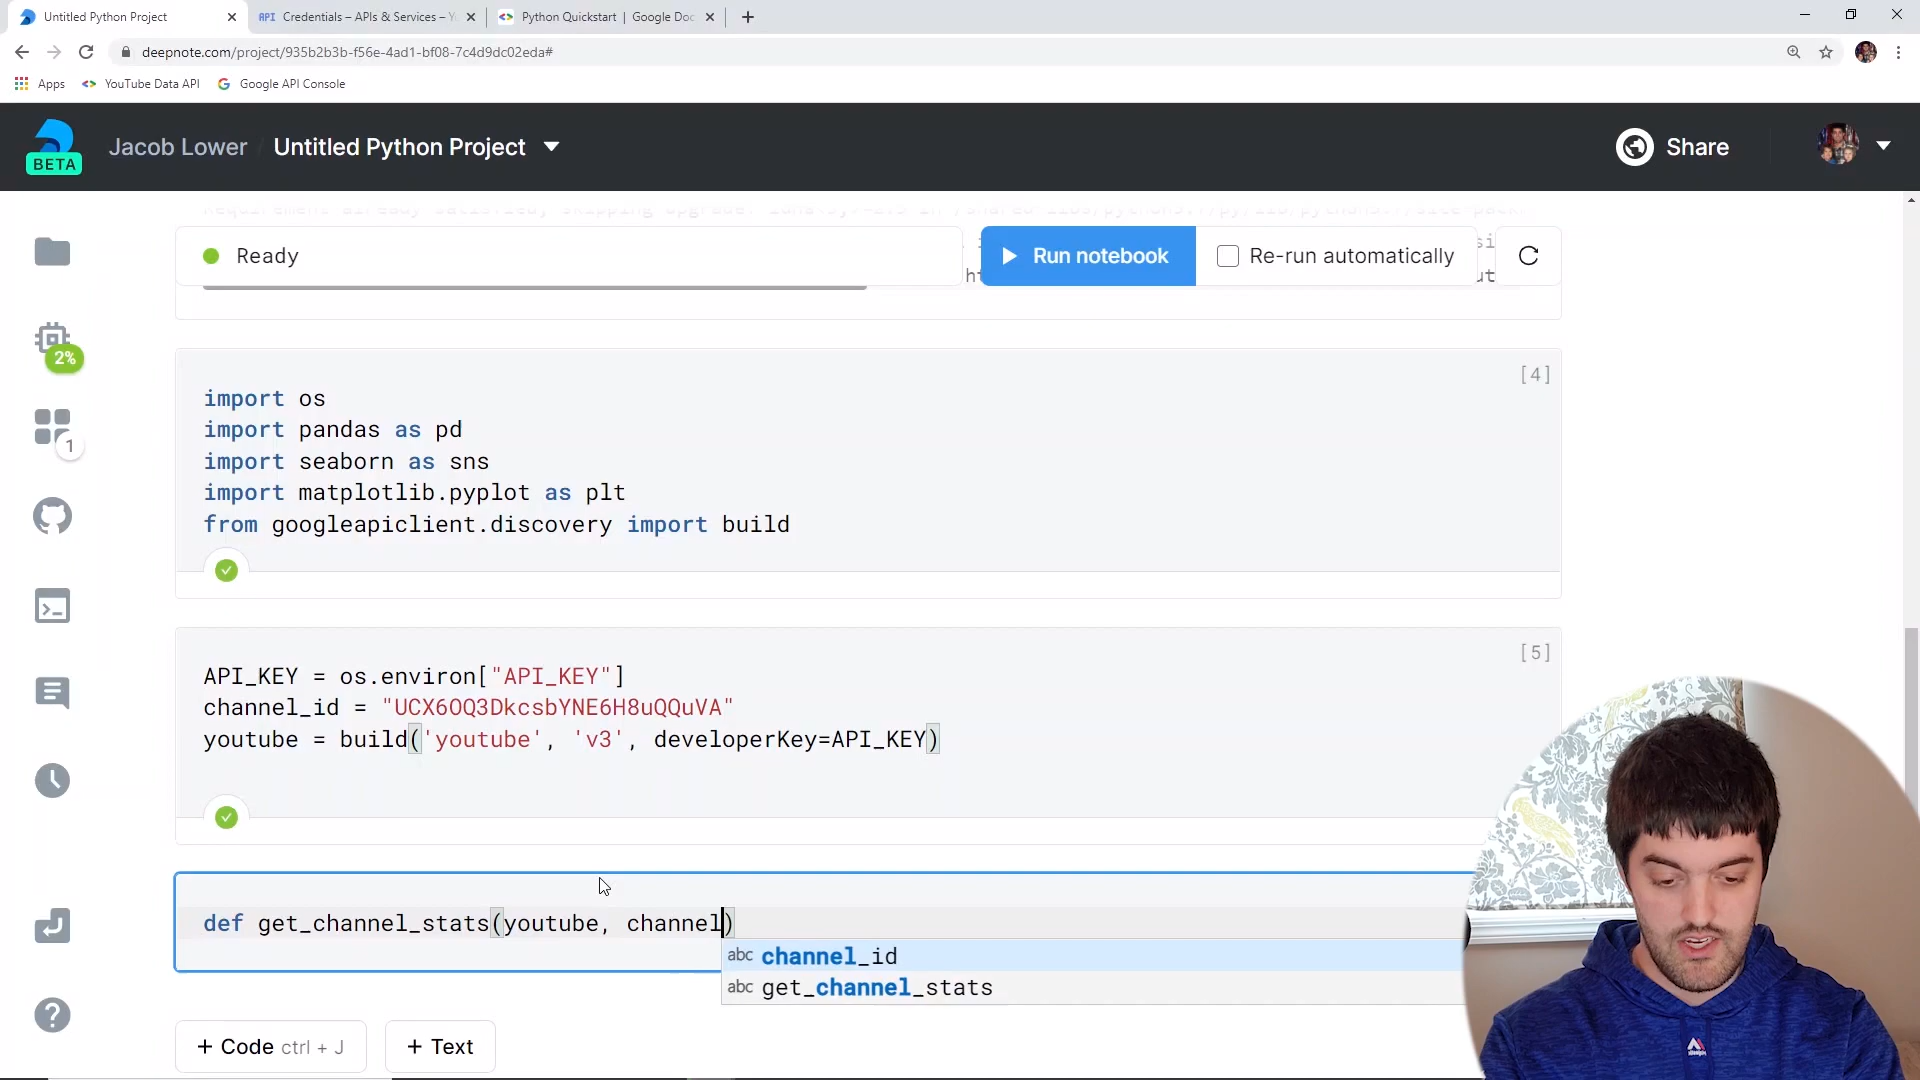 Untitled Python Project
API Credentials – APIs & Services – Y
Python Quickstart | Google Doc
deepnote.com/project/935b2b3b-f56e-4ad1-bf08-7c4d9dc02eda#
Apps
YouTube Data API
Google API Console
BETA
Jacob Lower / Untitled Python Project
Share
Ready
Run notebook
Re-run automatically
2%
1
[4]
import os
import pandas as pd
import seaborn as sns
import matplotlib.pyplot as plt
from googleapiclient.discovery import build
[5]
API_KEY = os.environ["API_KEY"]
channel_id = "UCX6OQ3DkcsbYNE6H8uQQuVA"
youtube = build('youtube', 'v3', developerKey=API_KEY)
def get_channel_stats(youtube, channel)
abc channel_id
abc get_channel_stats
+ Code ctrl + J
+ Text